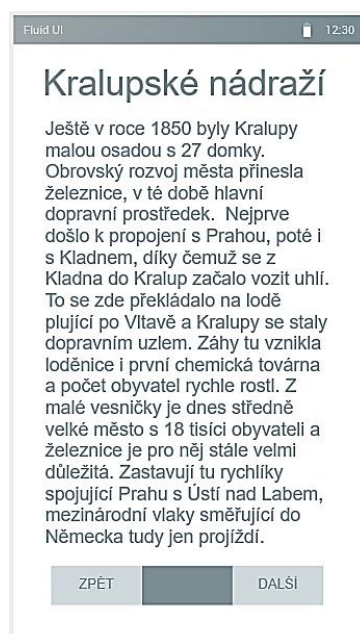 Fluid UI 12:30
Kralupské nádraží
Ještě v roce 1850 byly Kralupy
malou osadou s 27 domky.
Obrovský rozvoj města přinesla
železnice, v té době hlavní
dopravní prostředek.  Nejprve
došlo k propojení s Prahou, poté i
s Kladnem, díky čemuž se z
Kladna do Kralup začalo vozit uhlí.
To se zde překládalo na lodě
plující po Vltavě a Kralupy se staly
dopravním uzlem. Záhy tu vznikla
loděnice i první chemická továrna
a počet obyvatel rychle rostl. Z
malé vesničky je dnes středně
velké město s 18 tisíci obyvateli a
železnice je pro něj stále velmi
důležitá. Zastavují tu rychlíky
spojující Prahu s Ústí nad Labem,
mezinárodní vlaky směřující do
Německa tudy jen projíždí.
ZPĚT DALŠÍ